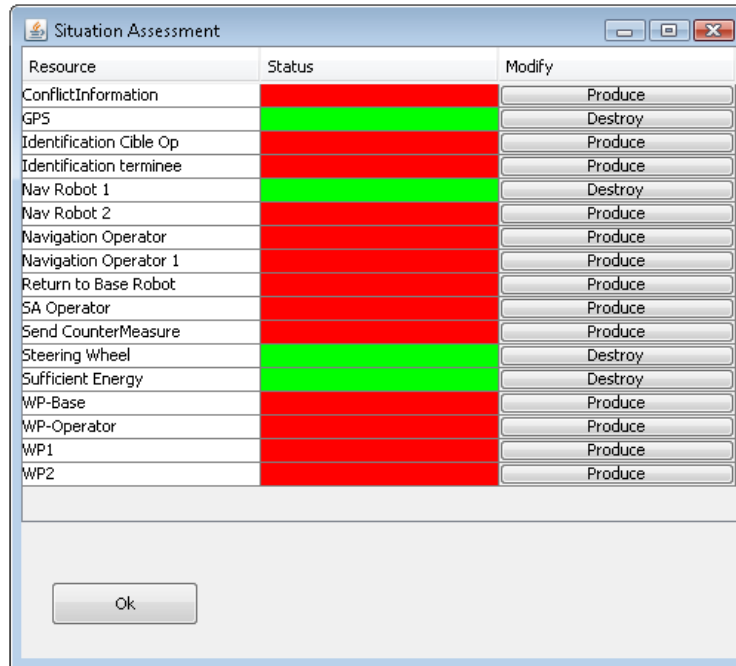 Situation Assessment
Resource Status Modify
ConflictInformation Produce
GPS Destroy
Identification Cible Op Produce
Identification terminee Produce
Nav Robot 1 Destroy
Nav Robot 2 Produce
Navigation Operator Produce
Navigation Operator 1 Produce
Return to Base Robot Produce
SA Operator Produce
Send CounterMeasure Produce
Steering Wheel Destroy
Sufficient Energy Destroy
WP-Base Produce
WP-Operator Produce
WP1 Produce
WP2 Produce
Ok